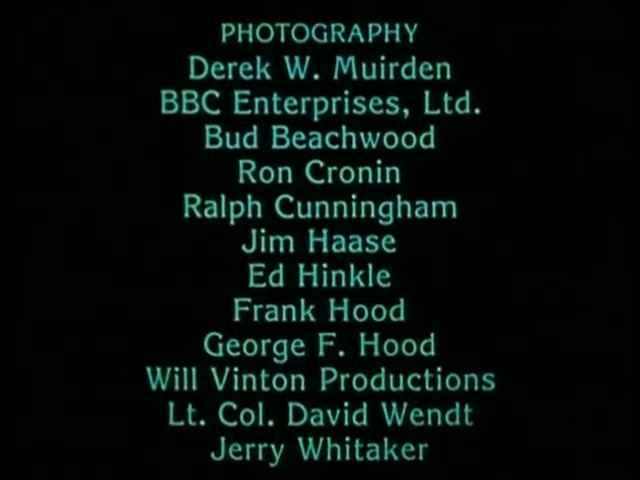 PHOTOGRAPHY
Derek W. Muirden
BBC Enterprises, Ltd.
Bud Beachwood
Ron Cronin
Ralph Cunningham
Jim Haase
Ed Hinkle
Frank Hood
George F. Hood
Will Vinton Productions
Lt. Col. David Wendt
Jerry Whitaker